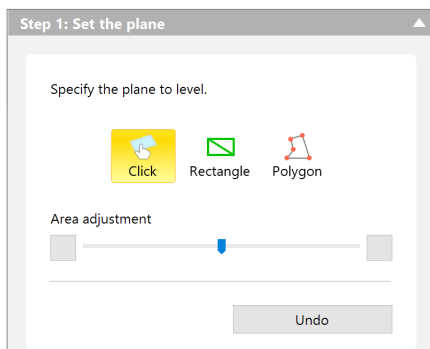 Step 1: Set the plane
Specify the plane to level.
Click
Rectangle
Polygon
Area adjustment
Undo